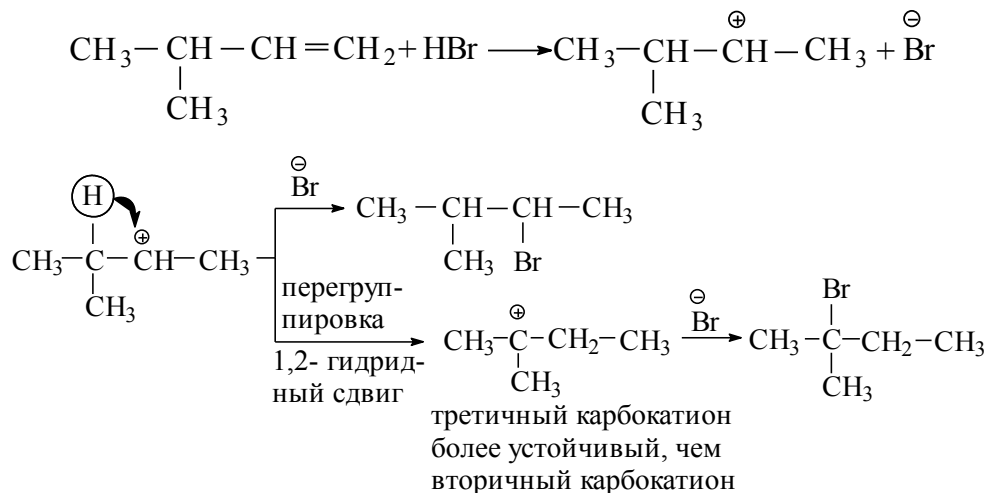 CH3—CH—CH=CH2+HBr ⟶ CH3—CH—CH—CH3 + Br
⊕ ⊖
CH3 CH3
H
⊕
CH3—C—CH—CH3
CH3
⊖
Br
CH3—CH—CH—CH3
CH3 Br
перегруп-
пировка
1,2- гидрид-
ный сдвиг
⊕
CH3—C—CH2—CH3
CH3
⊖
Br
Br
CH3—C—CH2—CH3
CH3
третичный карбокатион
более устойчивый, чем
вторичный карбокатион